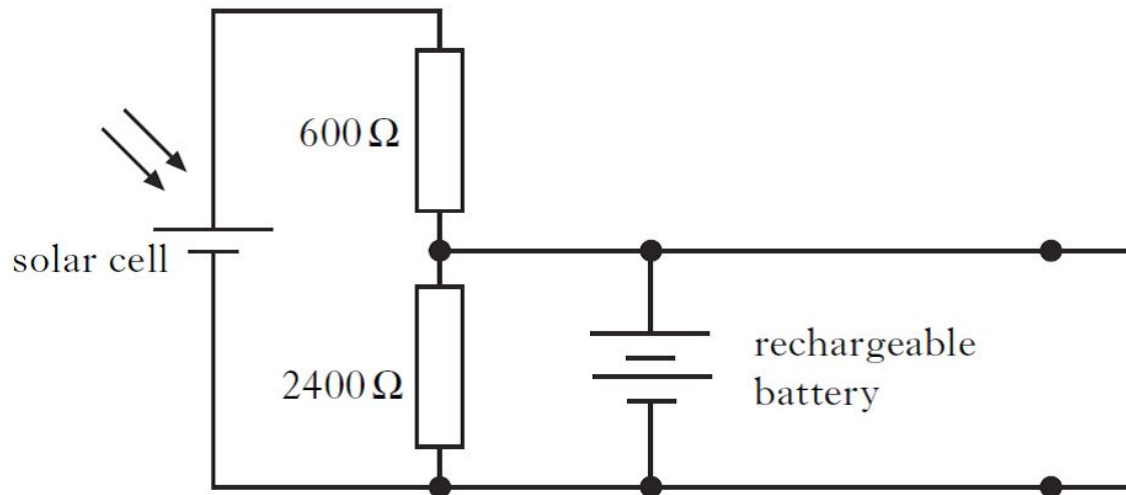 600 Ω
solar cell
2400 Ω
rechargeable
battery